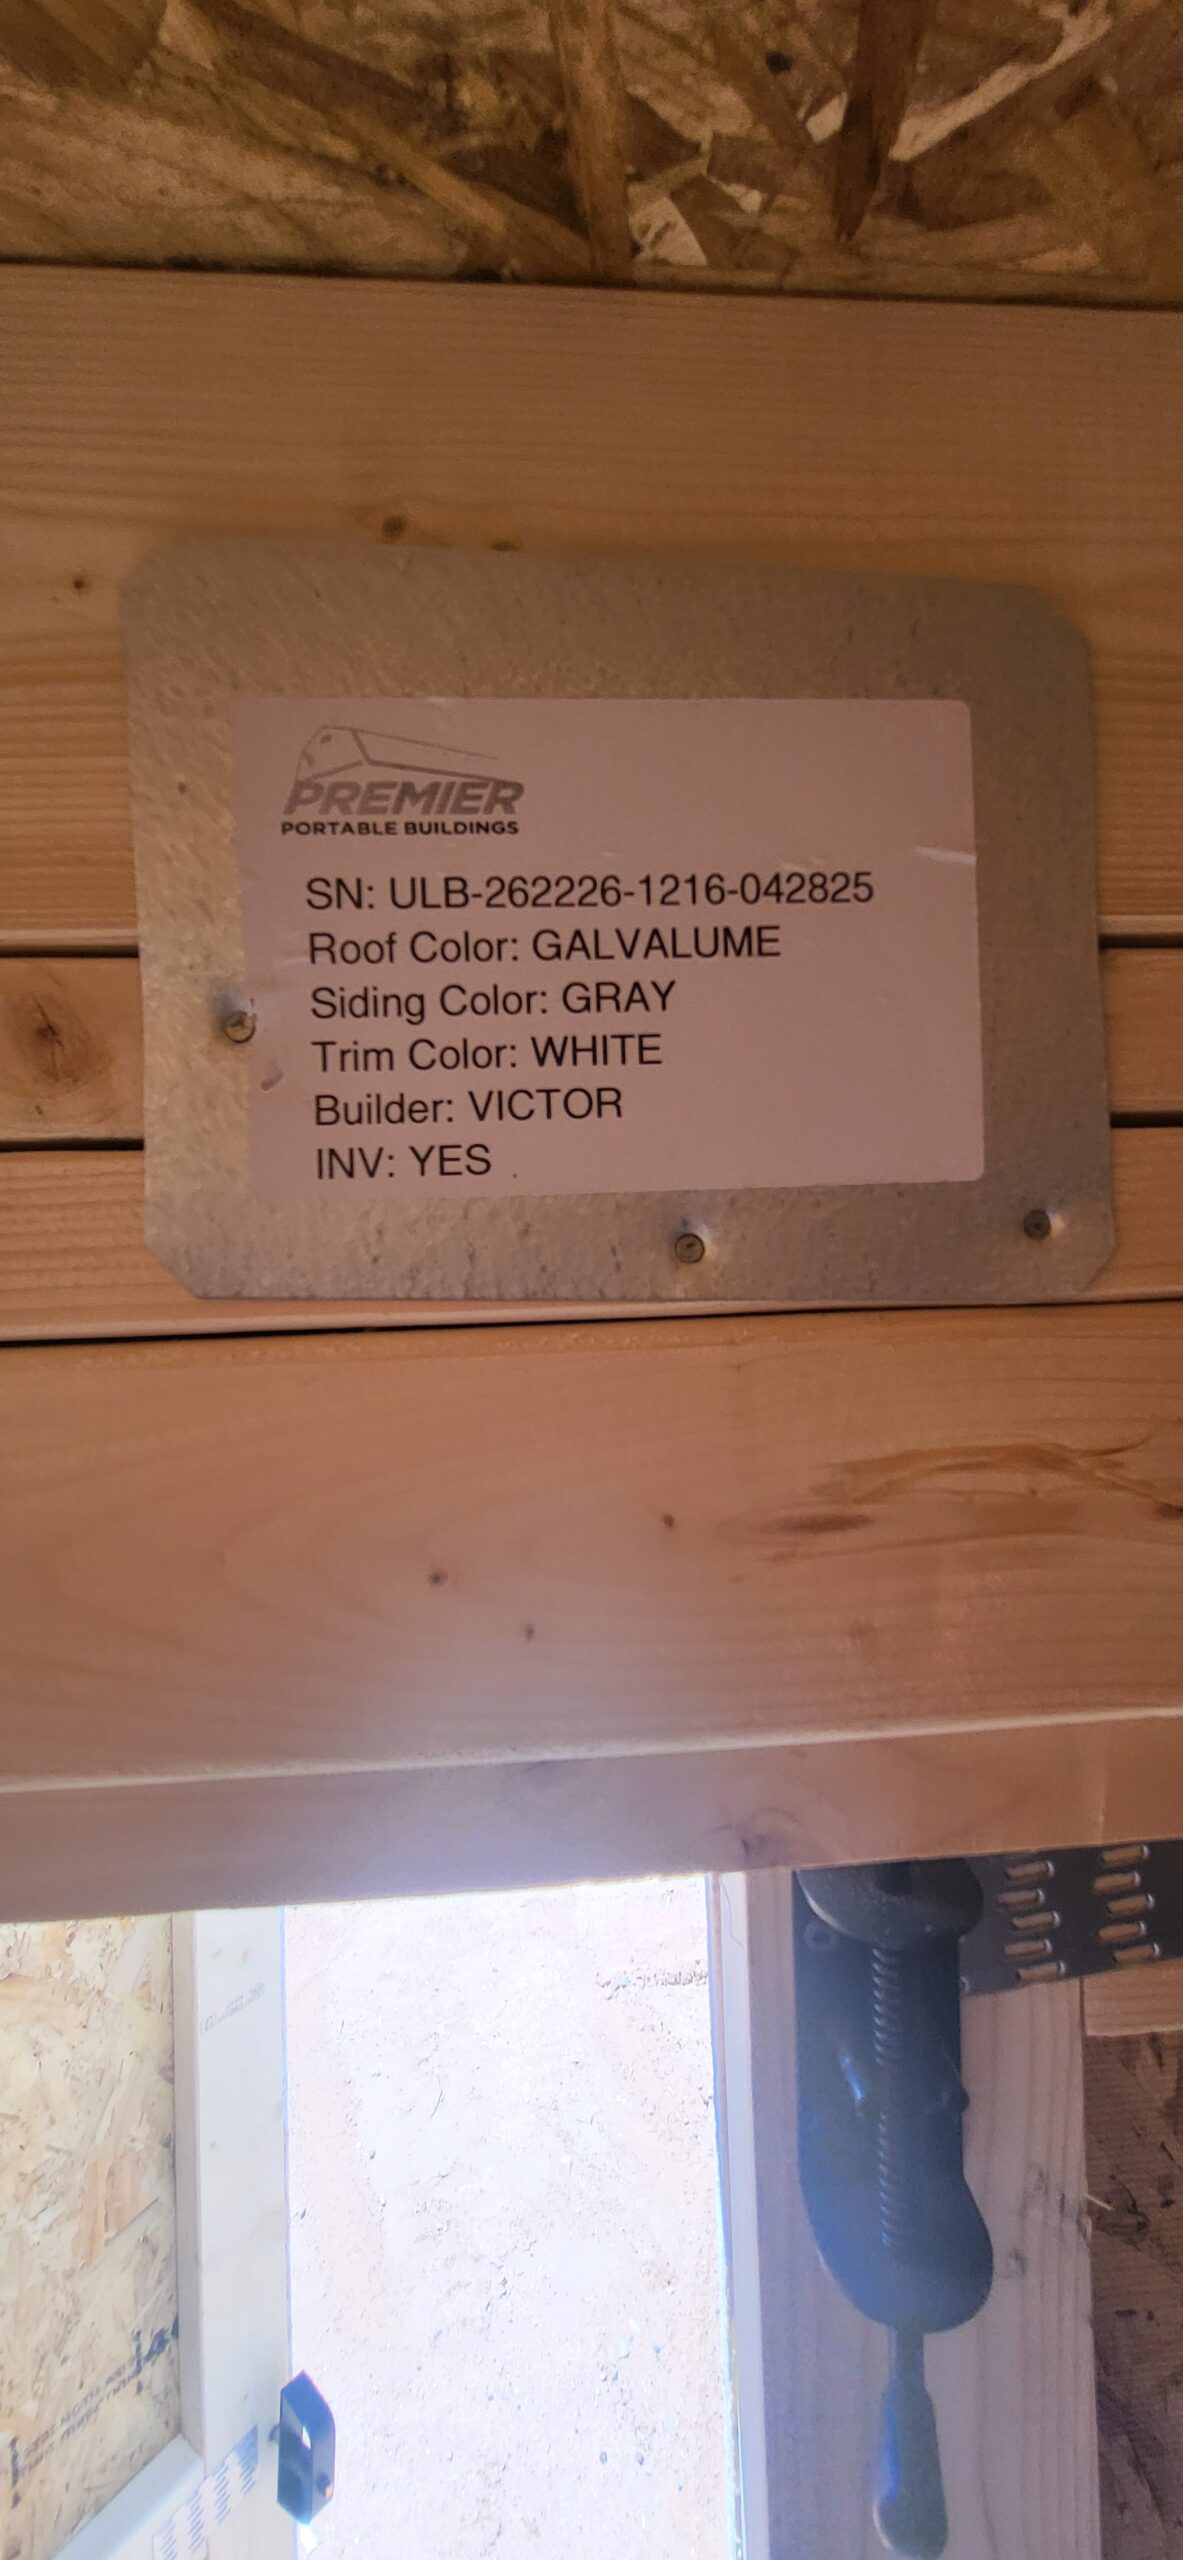 PREMIER
PORTABLE BUILDINGS
SN: ULB-262226-1216-042825
Roof Color: GALVALUME
Siding Color: GRAY
Trim Color: WHITE
Builder: VICTOR
INV: YES